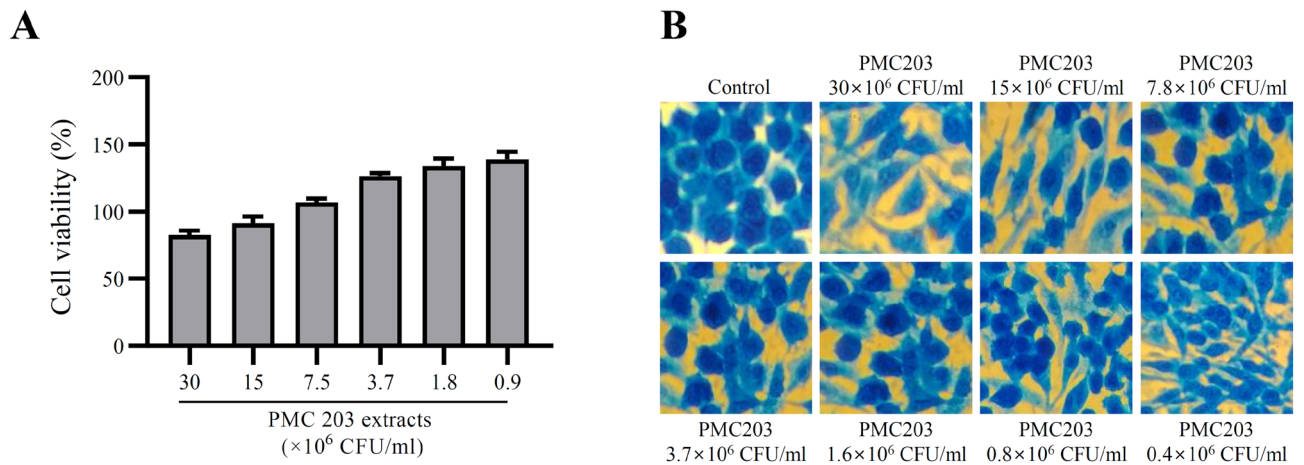 A
Cell viability (%)
200
150
100
50
0
30 15 7.5 3.7 1.8 0.9
PMC 203 extracts
(×10⁶ CFU/ml)
B
Control
PMC203
30×10⁶ CFU/ml
PMC203
15×10⁶ CFU/ml
PMC203
7.8×10⁶ CFU/ml
PMC203
3.7×10⁶ CFU/ml
PMC203
1.6×10⁶ CFU/ml
PMC203
0.8×10⁶ CFU/ml
PMC203
0.4×10⁶ CFU/ml